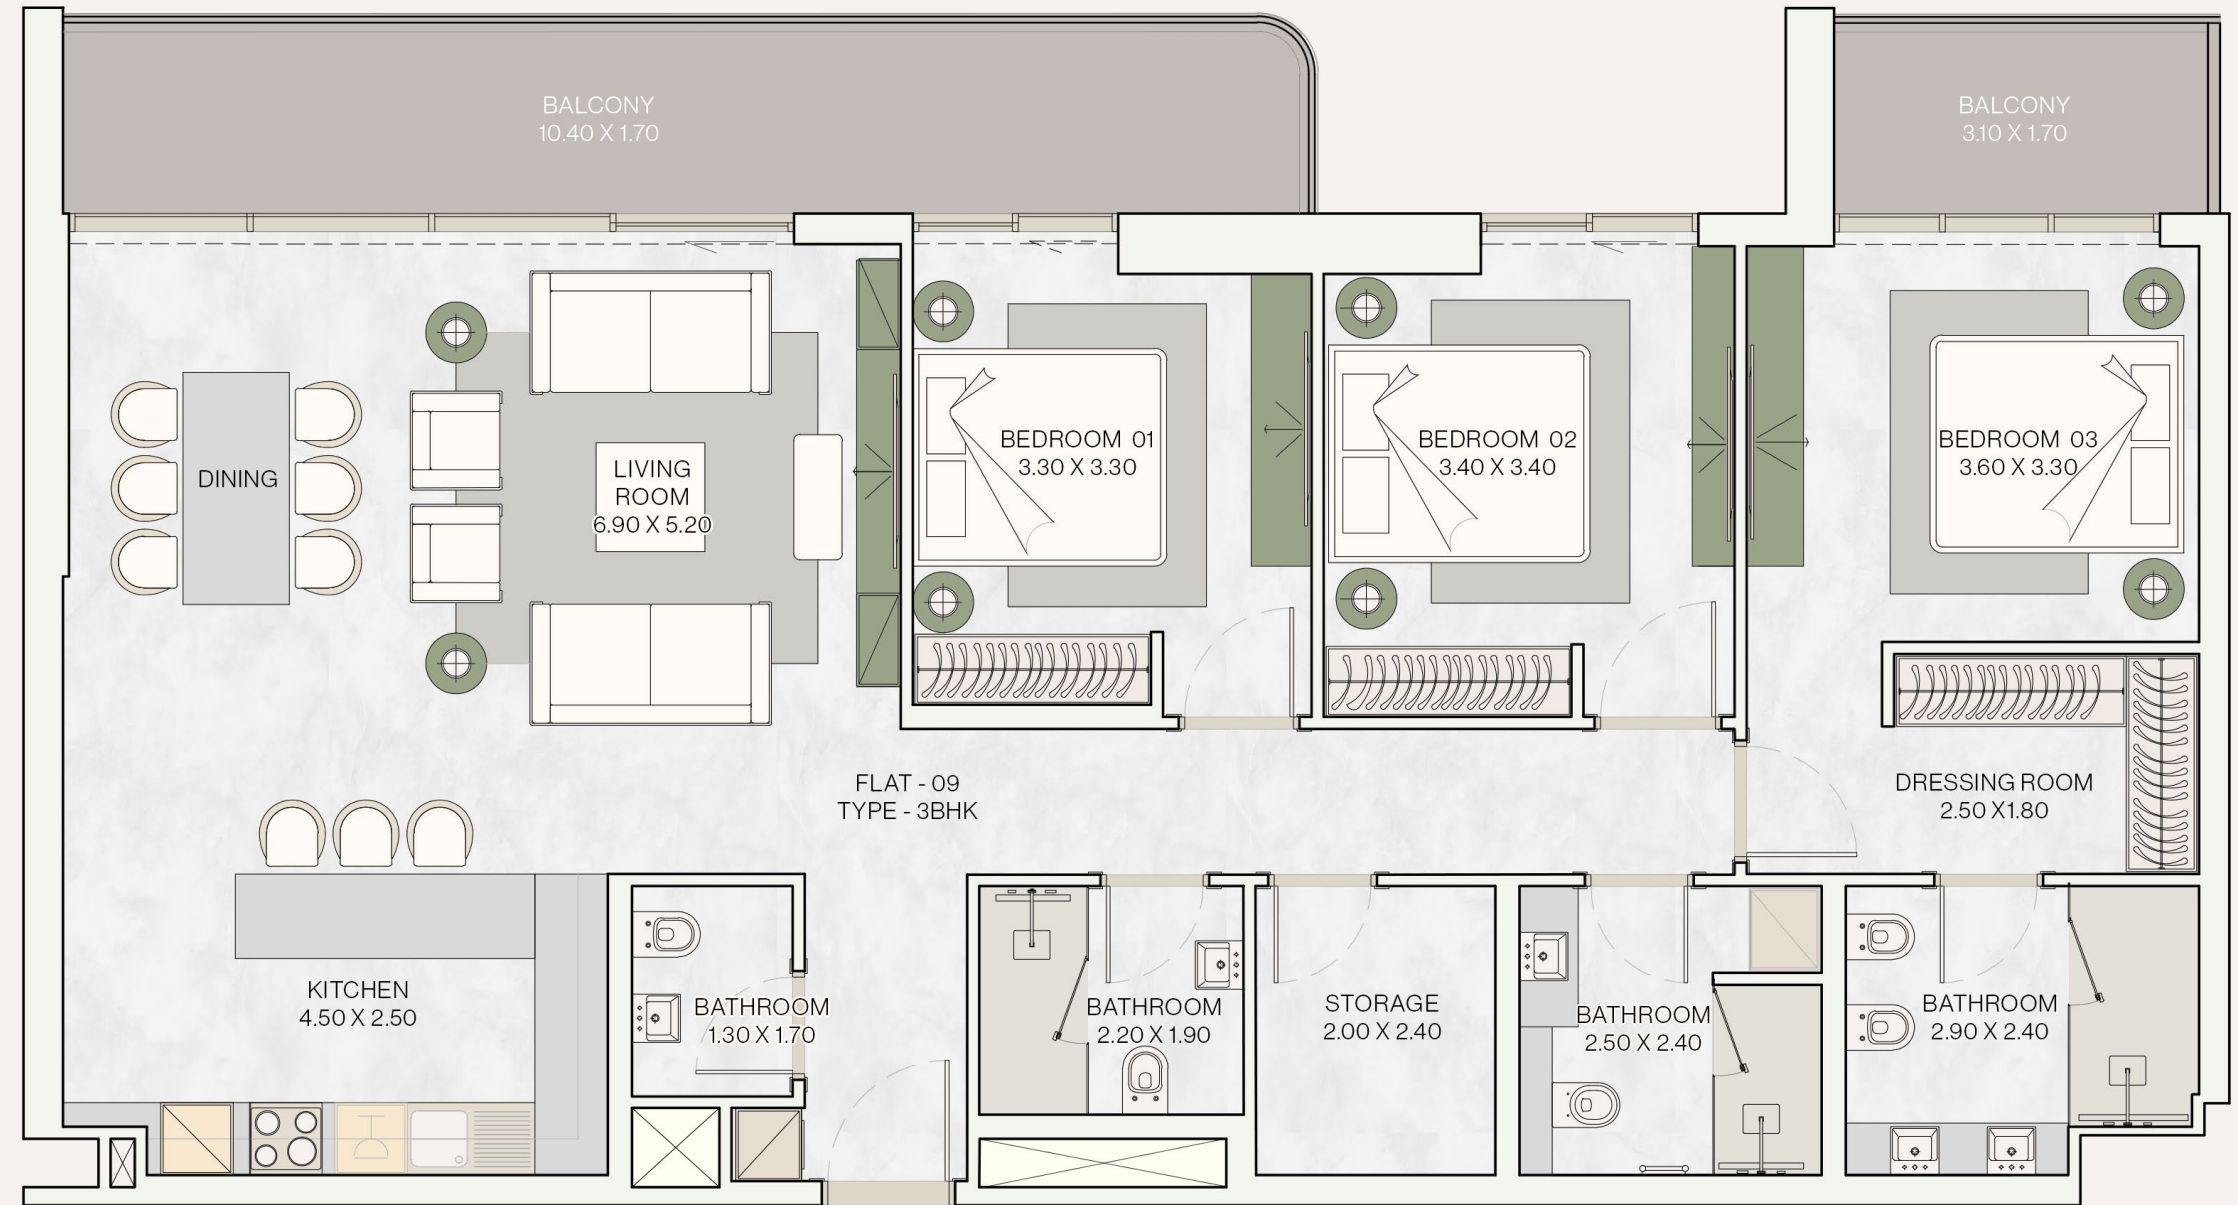 BALCONY
10.40 X 1.70
BALCONY
3.10 X 1.70
DINING
LIVING
ROOM
6.90 X 5.20
BEDROOM 01
3.30 X 3.30
BEDROOM 02
3.40 X 3.40
BEDROOM 03
3.60 X 3.30
FLAT - 09
TYPE - 3BHK
DRESSING ROOM
2.50 X1.80
KITCHEN
4.50 X 2.50
BATHROOM
1.30 X 1.70
BATHROOM
2.20 X 1.90
STORAGE
2.00 X 2.40
BATHROOM
2.50 X 2.40
BATHROOM
2.90 X 2.40